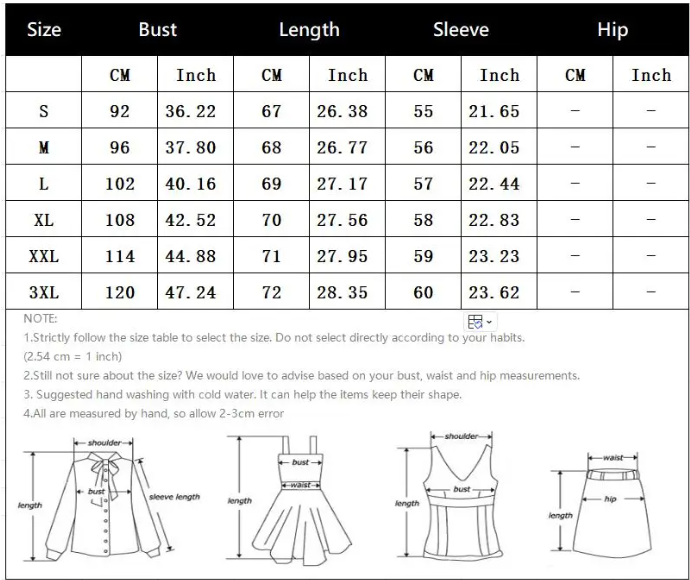 Size Bust Length Sleeve Hip
CM Inch CM Inch CM Inch CM Inch
S 92 36.22 67 26.38 55 21.65 — —
M 96 37.80 68 26.77 56 22.05 — —
L 102 40.16 69 27.17 57 22.44 — —
XL 108 42.52 70 27.56 58 22.83 — —
XXL 114 44.88 71 27.95 59 23.23 — —
3XL 120 47.24 72 28.35 60 23.62 — —
NOTE:
1.Strictly follow the size table to select the size. Do not select directly according to your habits.
(2.54 cm = 1 inch)
2.Still not sure about the size? We would love to advise based on your bust, waist and hip measurements.
3. Suggested hand washing with cold water. It can help the items keep their shape.
4.All are measured by hand, so allow 2-3cm error
shoulder
length
bust
sleeve length
length
bust
waist
shoulder
length
bust
waist
length
hip